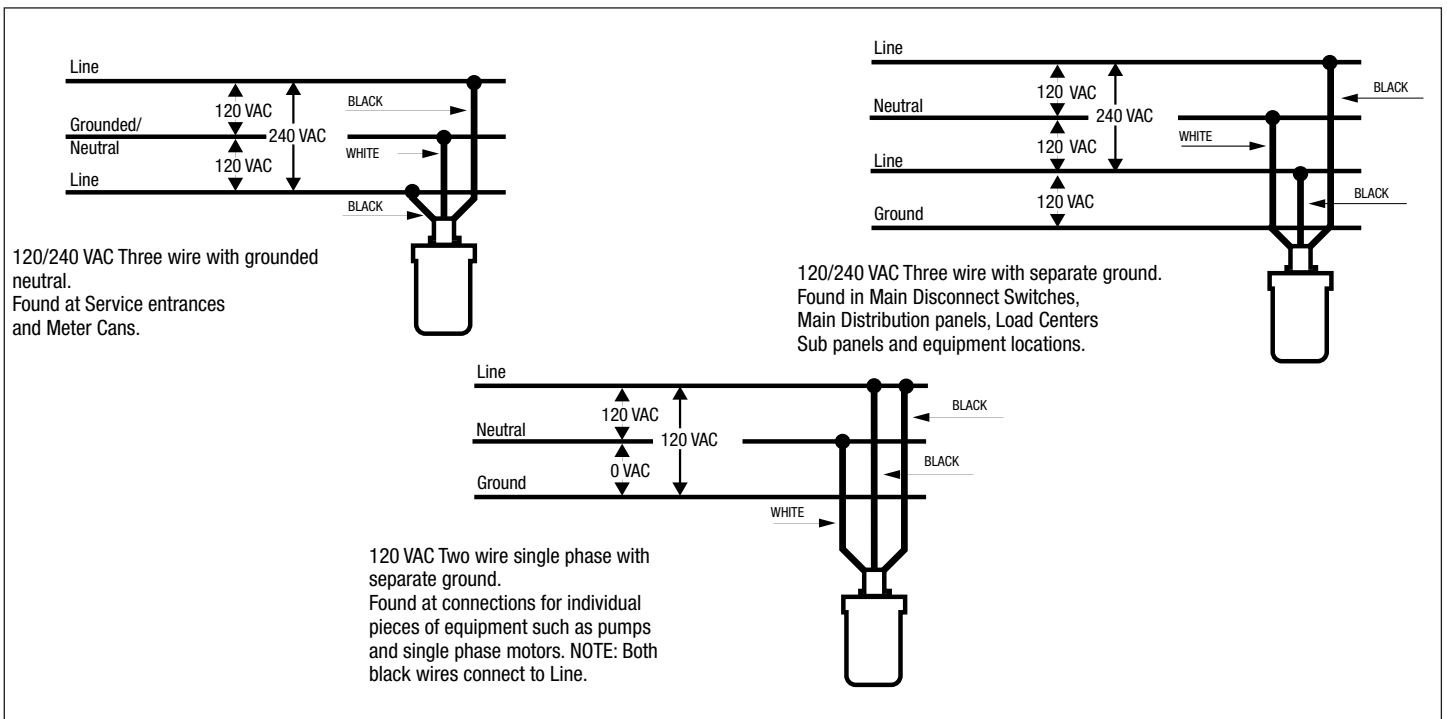 Line
120 VAC
BLACK
Grounded/
Neutral
240 VAC
WHITE
120 VAC
Line
BLACK
120/240 VAC Three wire with grounded
neutral.
Found at Service entrances
and Meter Cans.
Line
120 VAC
BLACK
Neutral
240 VAC
120 VAC
WHITE
Line
120 VAC
BLACK
Ground
120/240 VAC Three wire with separate ground.
Found in Main Disconnect Switches,
Main Distribution panels, Load Centers
Sub panels and equipment locations.
Line
120 VAC
BLACK
Neutral
120 VAC
0 VAC
BLACK
Ground
WHITE
120 VAC Two wire single phase with
separate ground.
Found at connections for individual
pieces of equipment such as pumps
and single phase motors. NOTE: Both
black wires connect to Line.